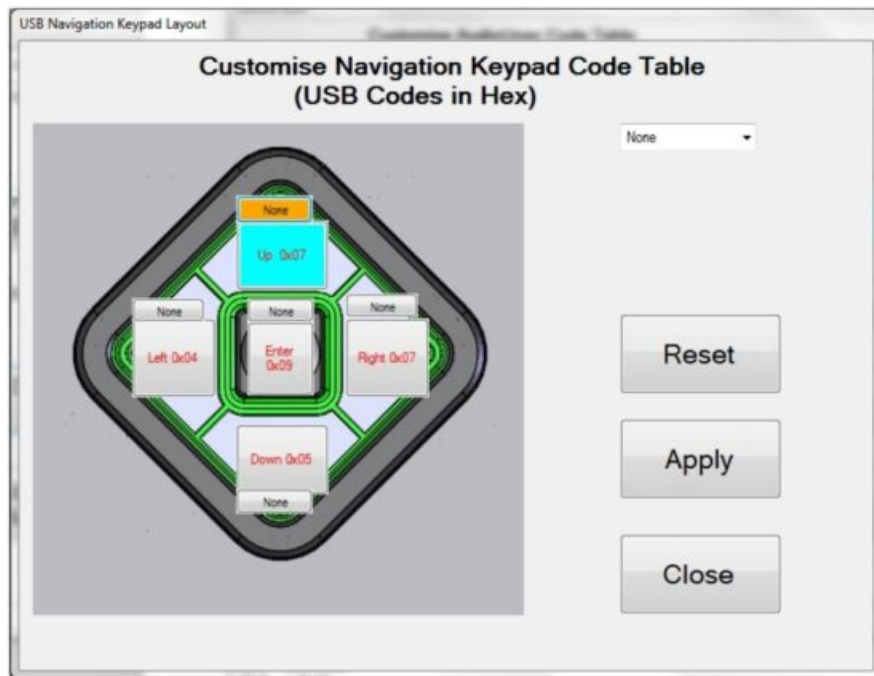 USB Navigation Keypad Layout
Customise Navigation Keypad Code Table
(USB Codes in Hex)
None
None
Up 0x07
None
None
None
Left 0x04
Enter
0x09
Right 0x07
Down 0x05
None
Reset
Apply
Close